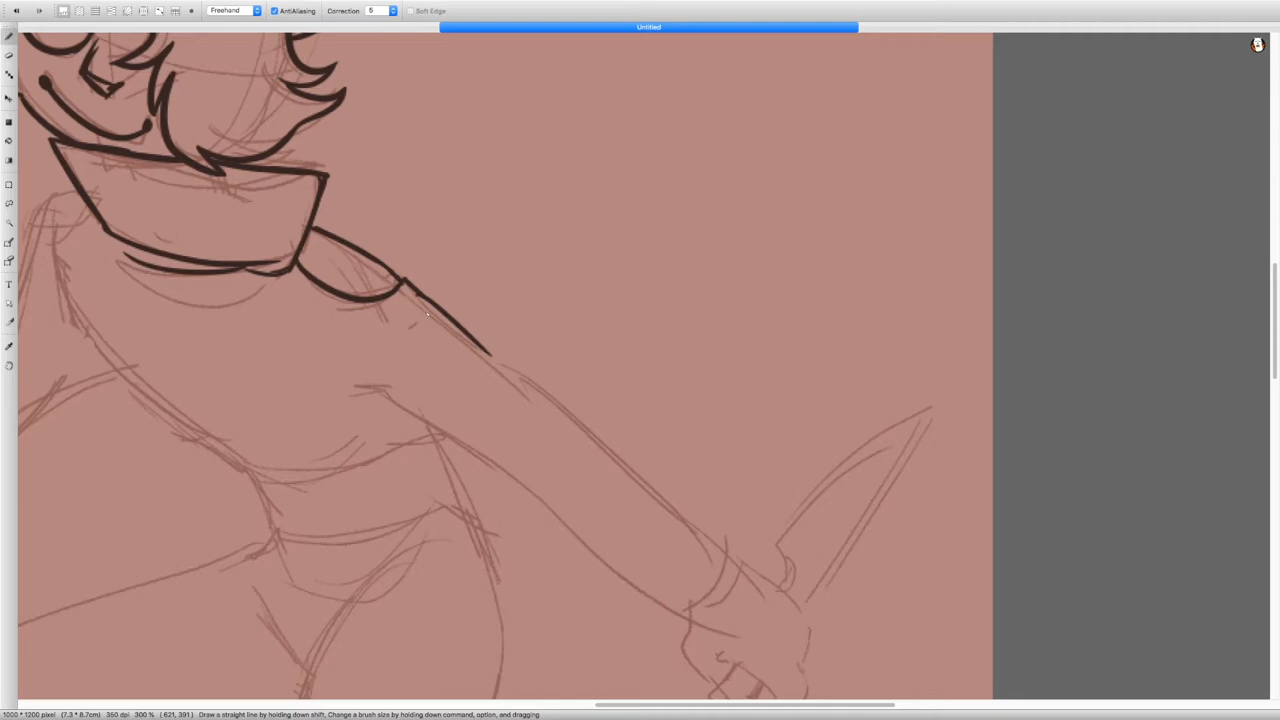 Freehand AntiAliasing Correction 5 Soft Edge
Untitled
1000 * 1200 pixel (7.3 * 8.7cm) 350 dpi 300 % ( 621, 391 ) Draw a straight line by holding down shift, Change a brush size by holding down command, option, and dragging